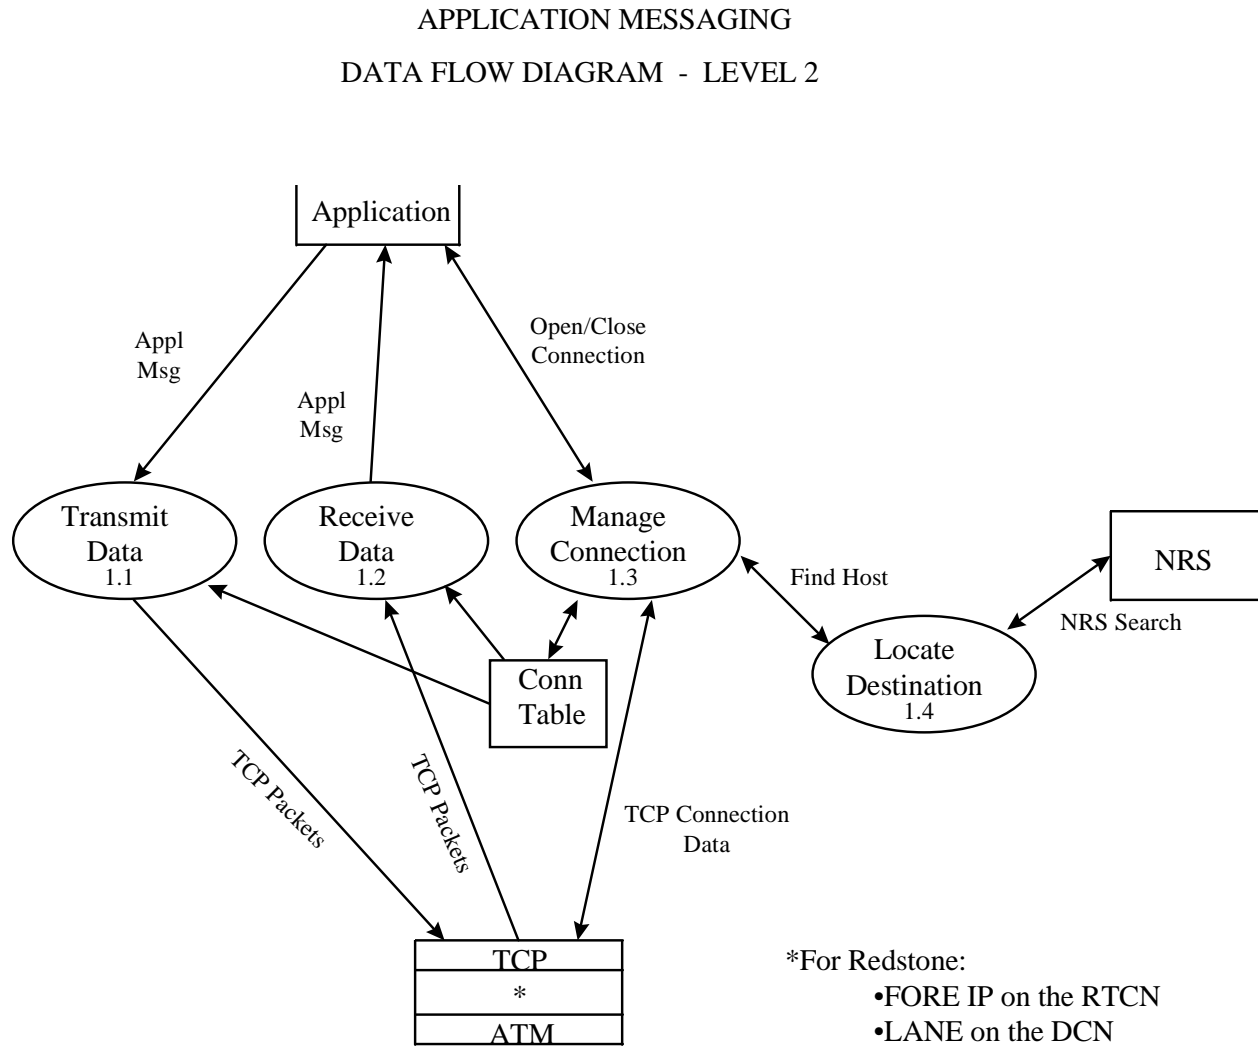 APPLICATION MESSAGING
DATA FLOW DIAGRAM - LEVEL 2
Application
Open/Close
Connection
Appl
Msg
Appl
Msg
Transmit
Data
1.1
Receive
Data
1.2
Manage
Connection
1.3
Find Host
NRS
NRS Search
Locate
Destination
1.4
Conn
Table
TCP Packets
TCP Packets
TCP Connection
Data
TCP
*
ATM
*For Redstone:
•FORE IP on the RTCN
•LANE on the DCN